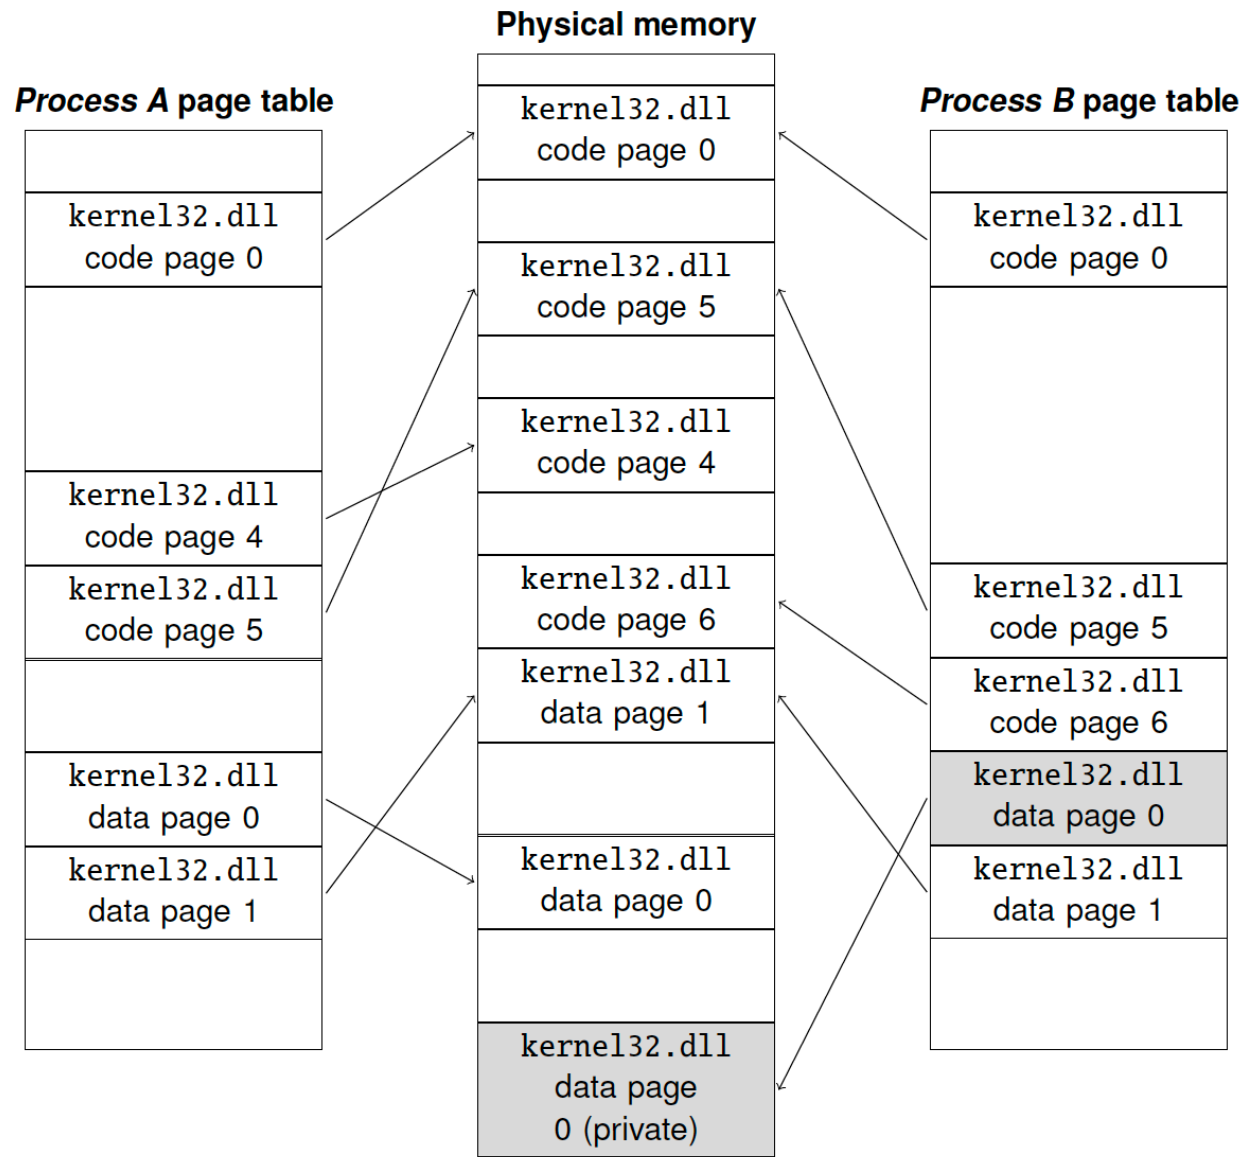 Physical memory
Process A page table
kernel32.dll
code page 0
kernel32.dll
code page 4
kernel32.dll
code page 5
kernel32.dll
data page 0
kernel32.dll
data page 1
kernel32.dll
code page 0
kernel32.dll
code page 5
kernel32.dll
code page 4
kernel32.dll
code page 6
kernel32.dll
data page 1
kernel32.dll
data page 0
kernel32.dll
data page
0 (private)
Process B page table
kernel32.dll
code page 0
kernel32.dll
code page 5
kernel32.dll
code page 6
kernel32.dll
data page 0
kernel32.dll
data page 1